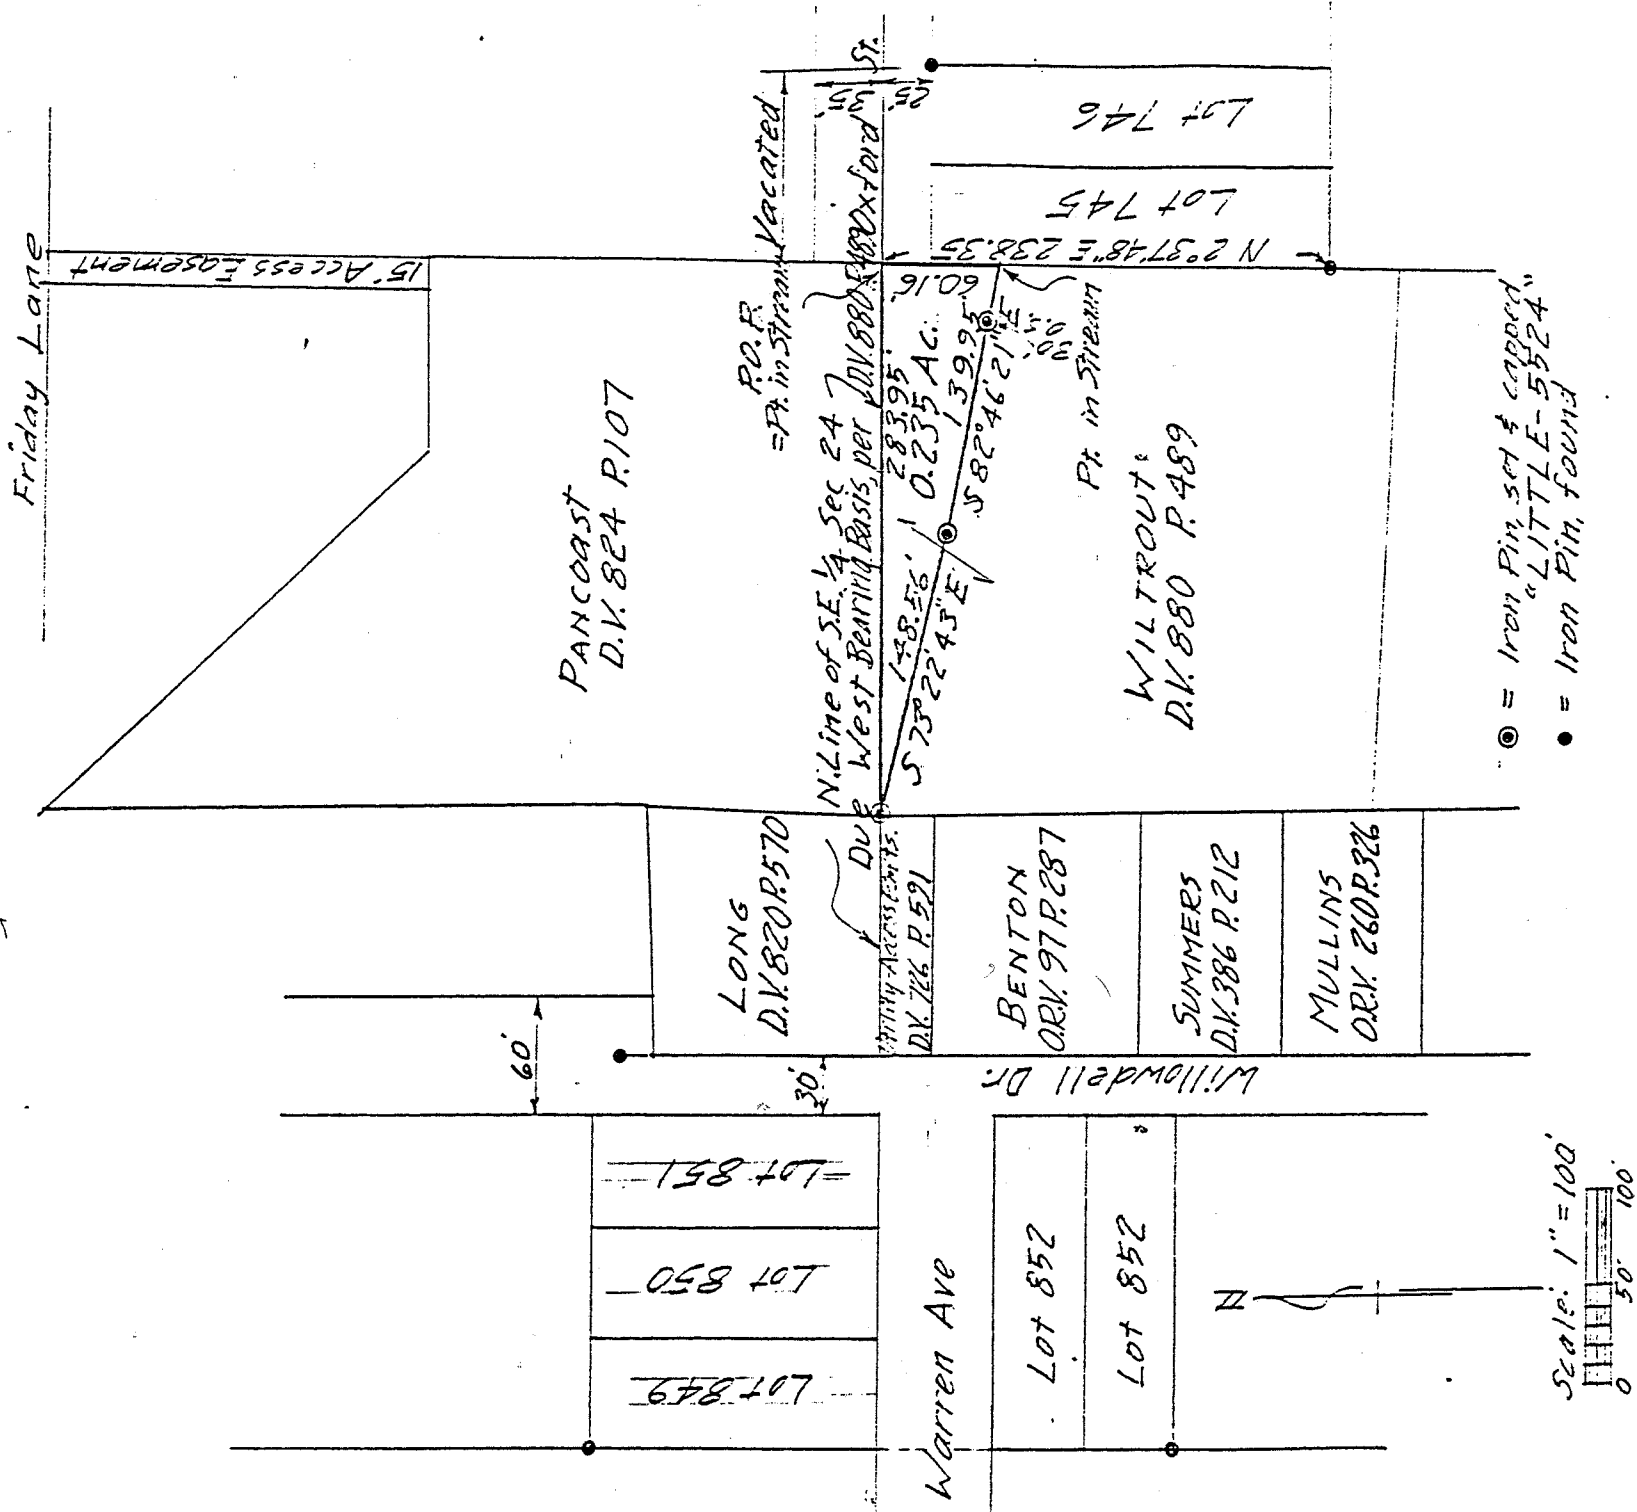 Friday Lane
15' Access Easement
PANCOAST
D.V. 824 P.107
P.O.B.
=Pt. in Stream
Vacated
Oxford St.
35'
25'
N. Line of S.E. 1/4 Sec 24
Due West Bearing Basis, per D.V. 880 P. 489
283.95'
0.235 Ac.
60.16'
139.95'
S 82° 46' 21" E
148.56'
S 73° 22' 43" E
30'
Pt. in Stream
N 2° 37' 48" E 238.35
Lot 745
Lot 746
WILTROUT
D.V. 880 P. 489
LONG
D.V. 820 P. 570
Utility-Access Esmts.
D.V. 726 P. 591
BENTON
O.R.V. 97 P. 287
SUMMERS
D.V. 386 P. 212
MULLINS
O.R.V. 260 P. 326
60'
30'
Willowdell Dr.
Lot 851
Lot 850
Lot 849
Warren Ave
Lot 852
Lot 852
N
Scale: 1" = 100'
0 50' 100'
= Iron Pin, set & capped
"LITTLE-5524"
= Iron Pin, found